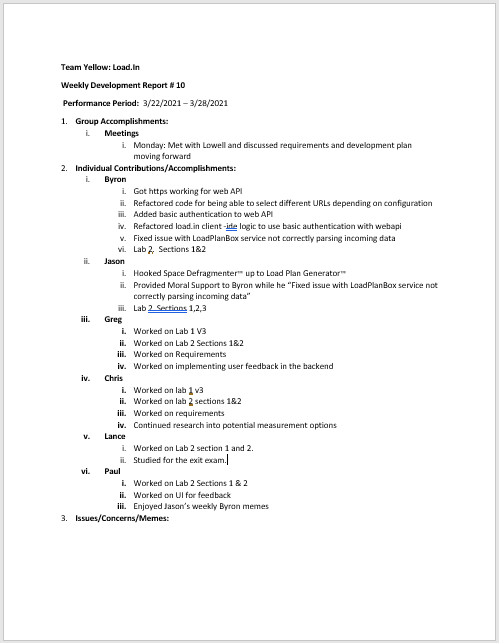 Team Yellow: Load.In
Weekly Development Report # 10
Performance Period: 3/22/2021 – 3/28/2021
1. Group Accomplishments:
i. Meetings
i. Monday: Met with Lowell and discussed requirements and development plan
moving forward
2. Individual Contributions/Accomplishments:
i. Byron
i. Got https working for web API
ii. Refactored code for being able to select different URLs depending on configuration
iii. Added basic authentication to web API
iv. Refactored load.in client -ide logic to use basic authentication with webapi
v. Fixed issue with LoadPlanBox service not correctly parsing incoming data
vi. Lab 2, Sections 1&2
ii. Jason
i. Hooked Space Defragmenter™ up to Load Plan Generator™
ii. Provided Moral Support to Byron while he “Fixed issue with LoadPlanBox service not
correctly parsing incoming data”
iii. Lab 2, Sections 1,2,3
iii. Greg
i. Worked on Lab 1 V3
ii. Worked on Lab 2 Sections 1&2
iii. Worked on Requirements
iv. Worked on implementing user feedback in the backend
iv. Chris
i. Worked on lab 1 v3
ii. Worked on lab 2 sections 1&2
iii. Worked on requirements
iv. Continued research into potential measurement options
v. Lance
i. Worked on Lab 2 section 1 and 2.
ii. Studied for the exit exam.
vi. Paul
i. Worked on Lab 2 Sections 1 & 2
ii. Worked on UI for feedback
iii. Enjoyed Jason’s weekly Byron memes
3. Issues/Concerns/Memes: